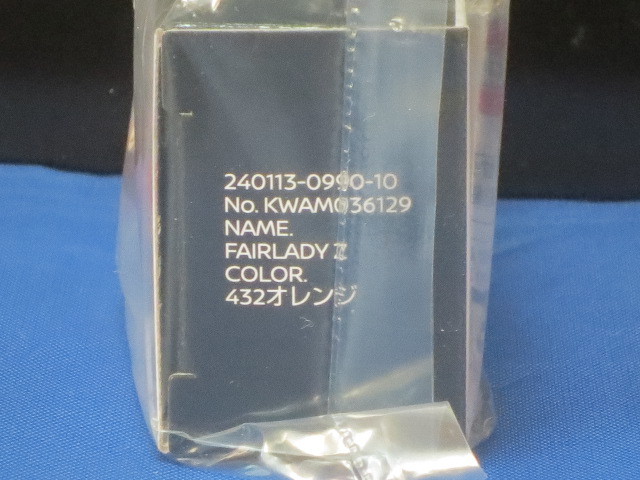 240113-0990-10
No. KWAM036129
NAME.
FAIRLADY Z
COLOR.
432オレンジ